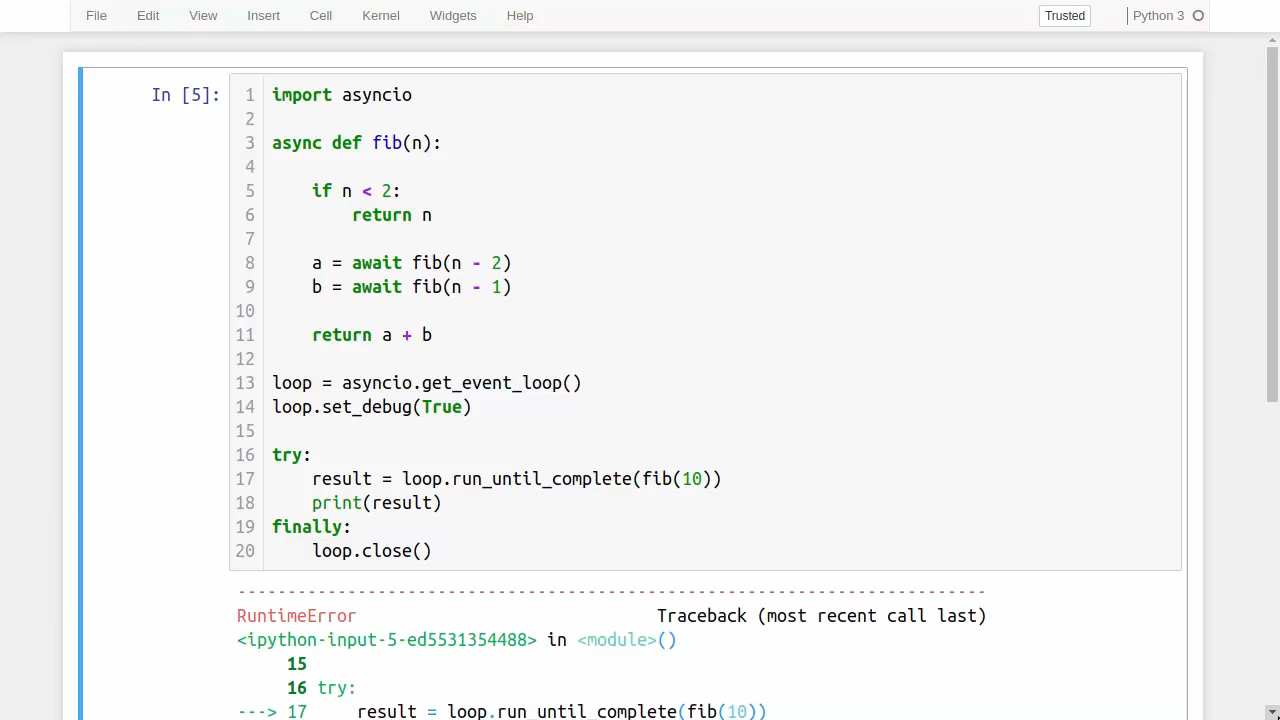 File Edit View Insert Cell Kernel Widgets Help Trusted Python 3
In [5]:
1 import asyncio
2
3 async def fib(n):
4
5     if n < 2:
6         return n
7
8     a = await fib(n - 2)
9     b = await fib(n - 1)
10
11     return a + b
12
13 loop = asyncio.get_event_loop()
14 loop.set_debug(True)
15
16 try:
17     result = loop.run_until_complete(fib(10))
18     print(result)
19 finally:
20     loop.close()
---------------------------------------------------------------------------
RuntimeError                              Traceback (most recent call last)
<ipython-input-5-ed5531354488> in <module>()
     15
     16 try:
---> 17     result = loop.run_until_complete(fib(10))